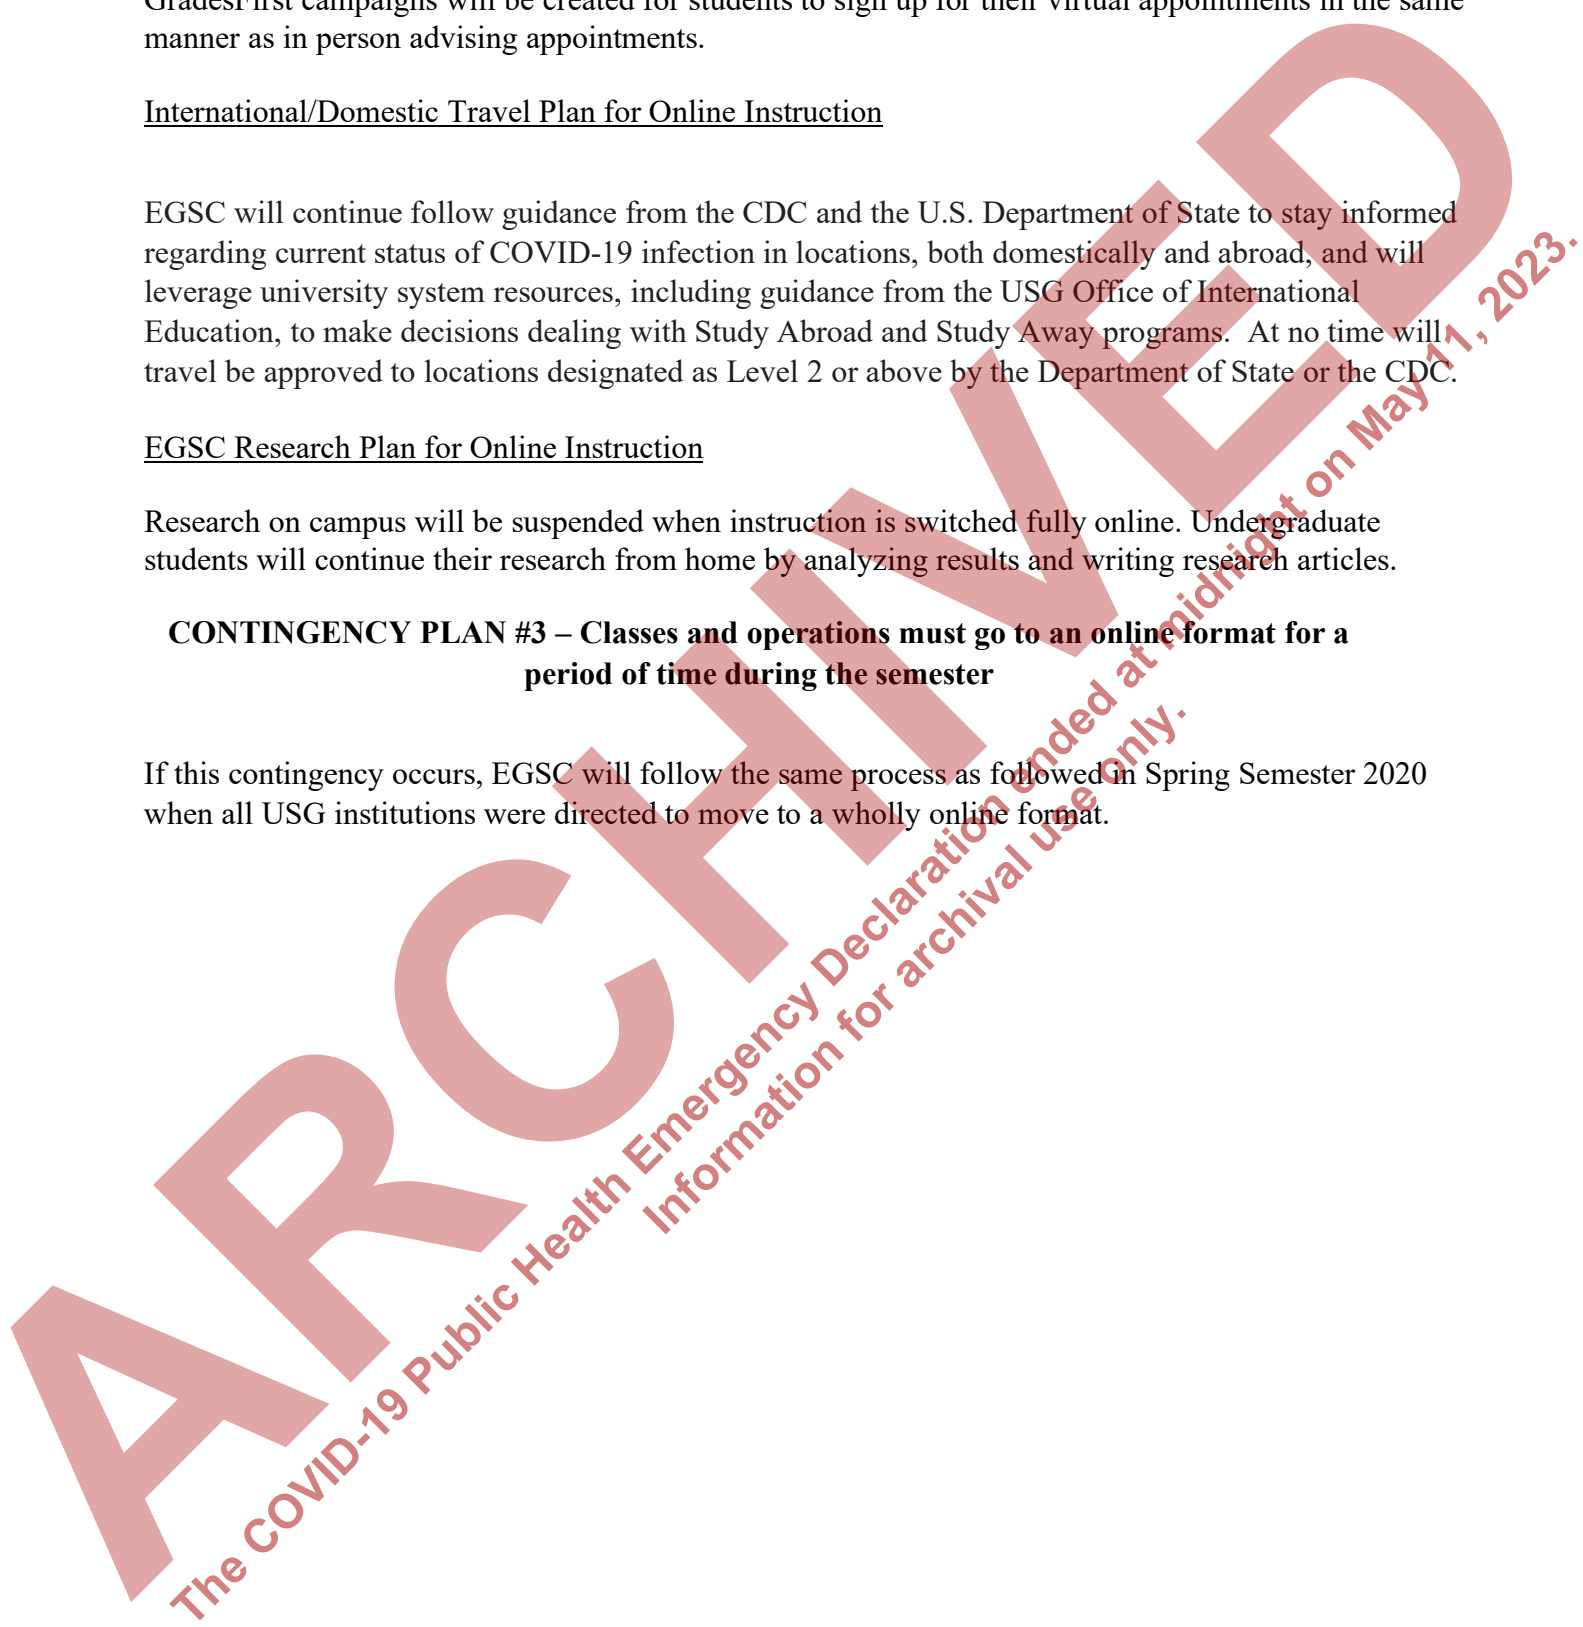 GradesFirst campaigns will be created for students to sign up for their virtual appointments in the same
manner as in person advising appointments.
International/Domestic Travel Plan for Online Instruction
EGSC will continue follow guidance from the CDC and the U.S. Department of State to stay informed
regarding current status of COVID-19 infection in locations, both domestically and abroad, and will
leverage university system resources, including guidance from the USG Office of International
Education, to make decisions dealing with Study Abroad and Study Away programs.  At no time will
travel be approved to locations designated as Level 2 or above by the Department of State or the CDC.
EGSC Research Plan for Online Instruction
Research on campus will be suspended when instruction is switched fully online. Undergraduate
students will continue their research from home by analyzing results and writing research articles.
CONTINGENCY PLAN #3 – Classes and operations must go to an online format for a
period of time during the semester
If this contingency occurs, EGSC will follow the same process as followed in Spring Semester 2020
when all USG institutions were directed to move to a wholly online format.
ARCHIVED
The COVID-19 Public Health Emergency Declaration ended at midnight on May 11, 2023.
Information for archival use only.